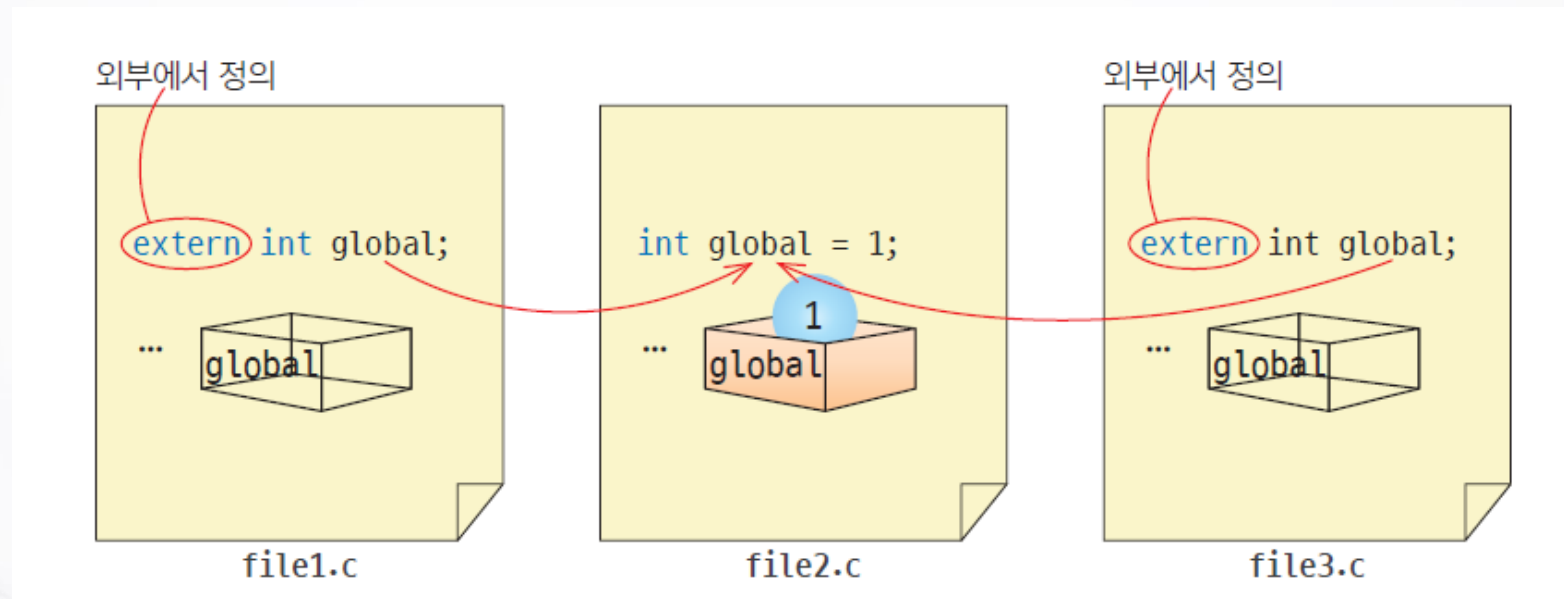 외부에서 정의
extern int global;
... global
file1.c
int global = 1;
1
... global
file2.c
외부에서 정의
extern int global;
... global
file3.c